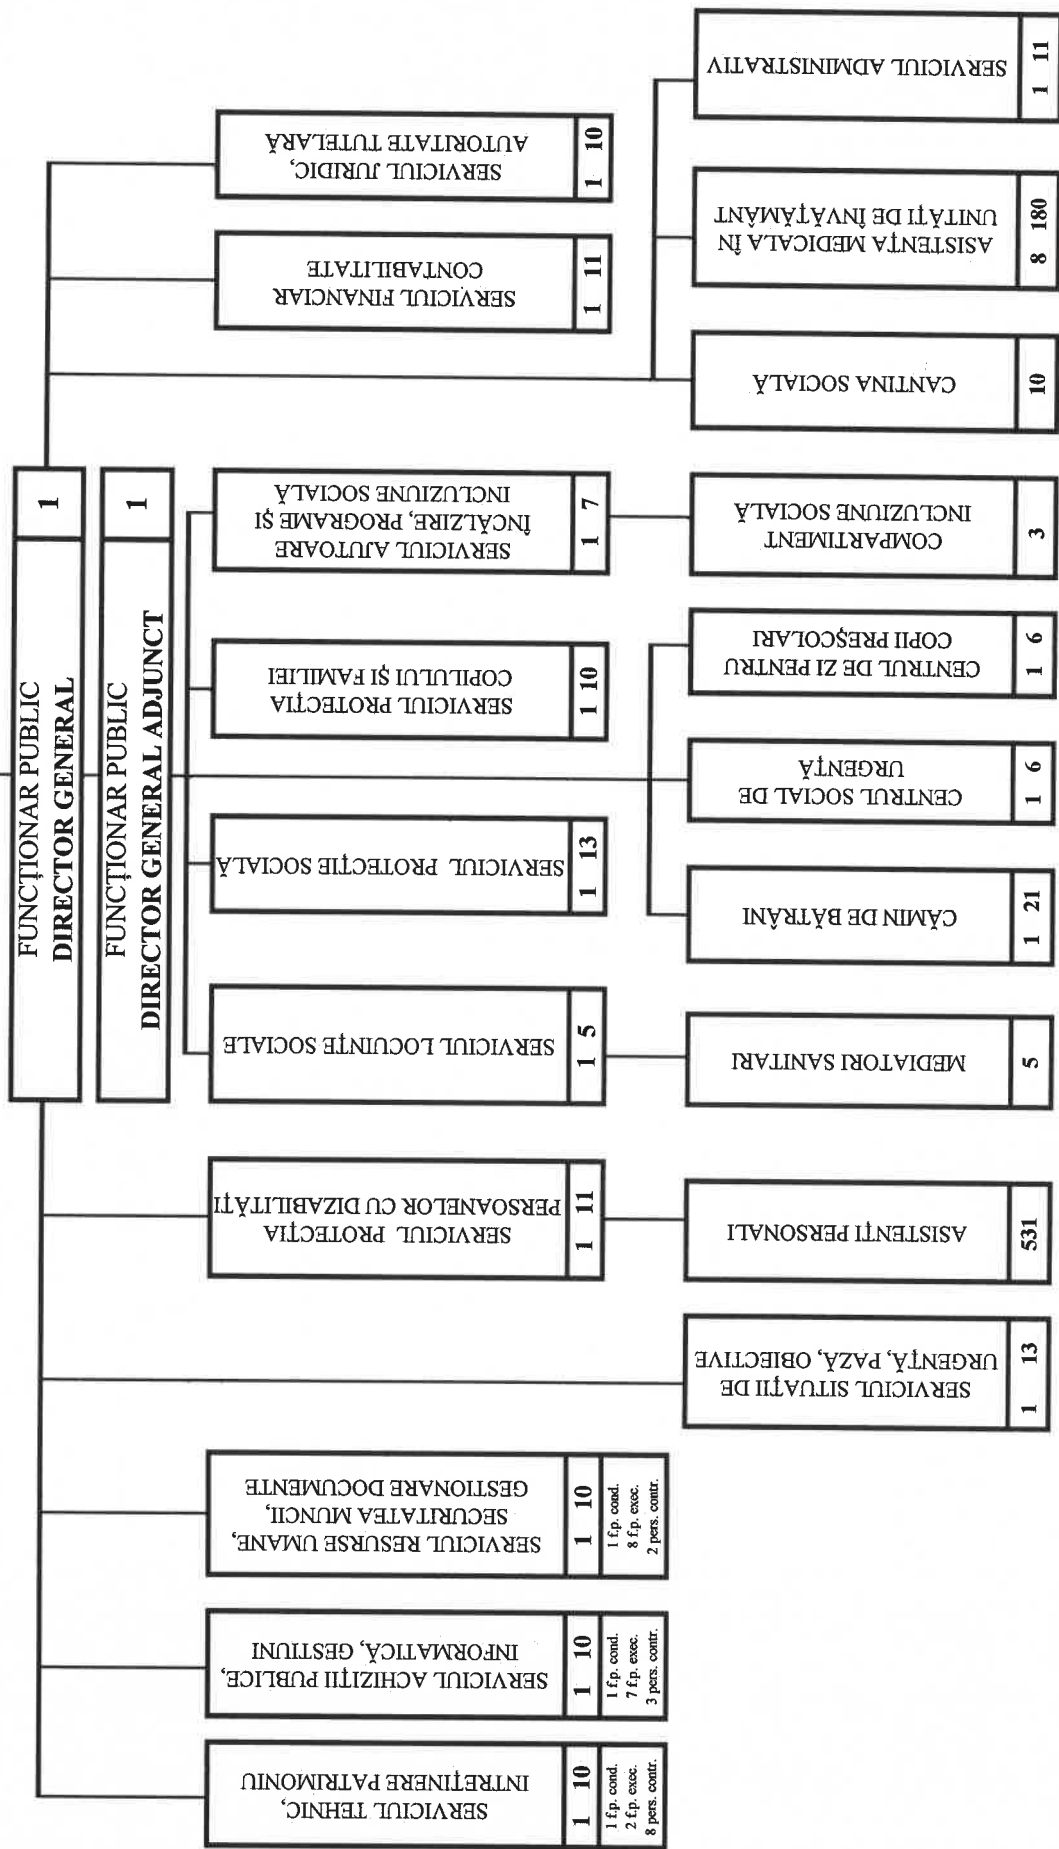 FUNCȚIONAR PUBLIC
DIRECTOR GENERAL
1
FUNCȚIONAR PUBLIC
DIRECTOR GENERAL ADJUNCT
1
SERVICIUL TEHNIC,
INTREȚINERE PATRIMONIU
1 10
1 f.p. cond.
2 f.p. exec.
8 pers. contr.
SERVICIUL ACHIZIȚII PUBLICE,
INFORMATICĂ, GESTIUNI
1 10
1 f.p. cond.
7 f.p. exec.
3 pers. contr.
SERVICIUL RESURSE UMANE,
SECURITATEA MUNCII,
GESTIONARE DOCUMENTE
1 10
1 f.p. cond.
8 f.p. exec.
2 pers. contr.
SERVICIUL PROTECȚIA
PERSOANELOR CU DIZABILITĂȚI
1 11
SERVICIUL LOCUINȚE SOCIALE
1 5
SERVICIUL PROTECȚIE SOCIALĂ
1 13
SERVICIUL PROTECȚIA
COPILULUI ȘI FAMILIEI
1 10
SERVICIUL AJUTOARE
ÎNCĂLZIRE, PROGRAME ȘI
INCLUZIUNE SOCIALĂ
1 7
SERVICIUL FINANCIAR
CONTABILITATE
1 11
SERVICIUL JURIDIC,
AUTORITATE TUTELARĂ
1 10
SERVICIUL SITUAȚII DE
URGENȚĂ, PAZĂ, OBIECTIVE
1 13
ASISTENȚI PERSONALI
531
MEDIATORI SANITARI
5
CĂMIN DE BĂTRÂNI
1 21
CENTRUL SOCIAL DE
URGENȚĂ
1 6
CENTRUL DE ZI PENTRU
COPII PREȘCOLARI
1 6
COMPARTIMENT
INCLUZIUNE SOCIALĂ
3
CANTINA SOCIALĂ
10
ASISTENȚA MEDICALA ÎN
UNITĂȚI DE ÎNVĂȚĂMÂNT
8 180
SERVICIUL ADMINISTRATIV
1 11